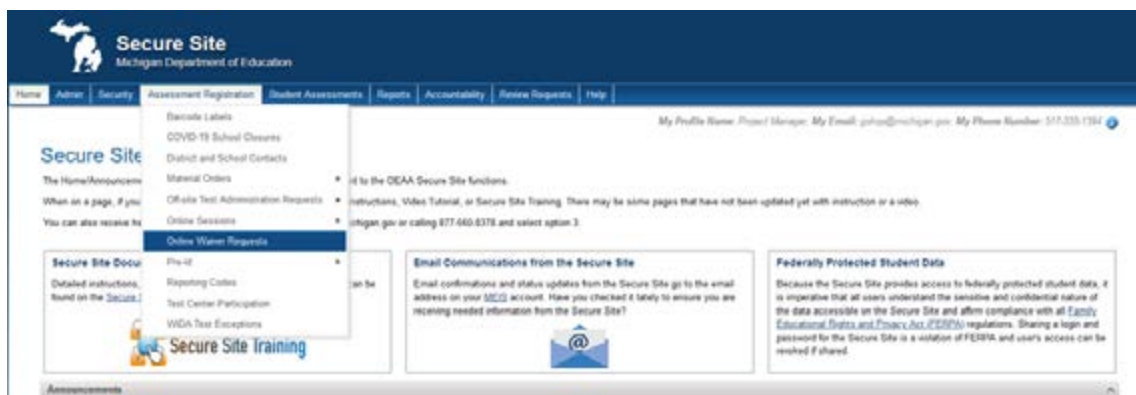 Secure Site
Michigan Department of Education
Home Admin Security Assessment Registration Student Assessments Reports Accountability Review Requests Help
Barcode Labels
My Profile Name: Project Manager; My Email: My Phone Number:
COVID-19 School Closures
Secure Site
District and School Contacts
The Home/Announcem
Material Orders
nt to the OEAA Secure Site functions.
When on a page, if you
Off-site Test Administration Requests
nstructions, Video Tutorial, or Secure Site Training. There may be some pages that have not been updated yet with instruction or a video.
You can also receive he
Online Sessions
chigan.gov or calling 877-560-8378 and select option 3.
Online Waiver Requests
Pre-Id
Reporting Codes
Test Center Participation
WIDA Test Exceptions
Secure Site Docu
Detailed instructions,
can be
found on the Secure S
Secure Site Training
Email Communications from the Secure Site
Email confirmations and status updates from the Secure Site go to the email
address on your MEIS account. Have you checked it lately to ensure you are
receiving needed information from the Secure Site?
@
Federally Protected Student Data
Because the Secure Site provides access to federally protected student data, it
is imperative that all users understand the sensitive and confidential nature of
the data accessible on the Secure Site and affirm compliance with all Family
Educational Rights and Privacy Act (FERPA) regulations. Sharing a login and
password for the Secure Site is a violation of FERPA and user's access can be
revoked if shared.
Announcements